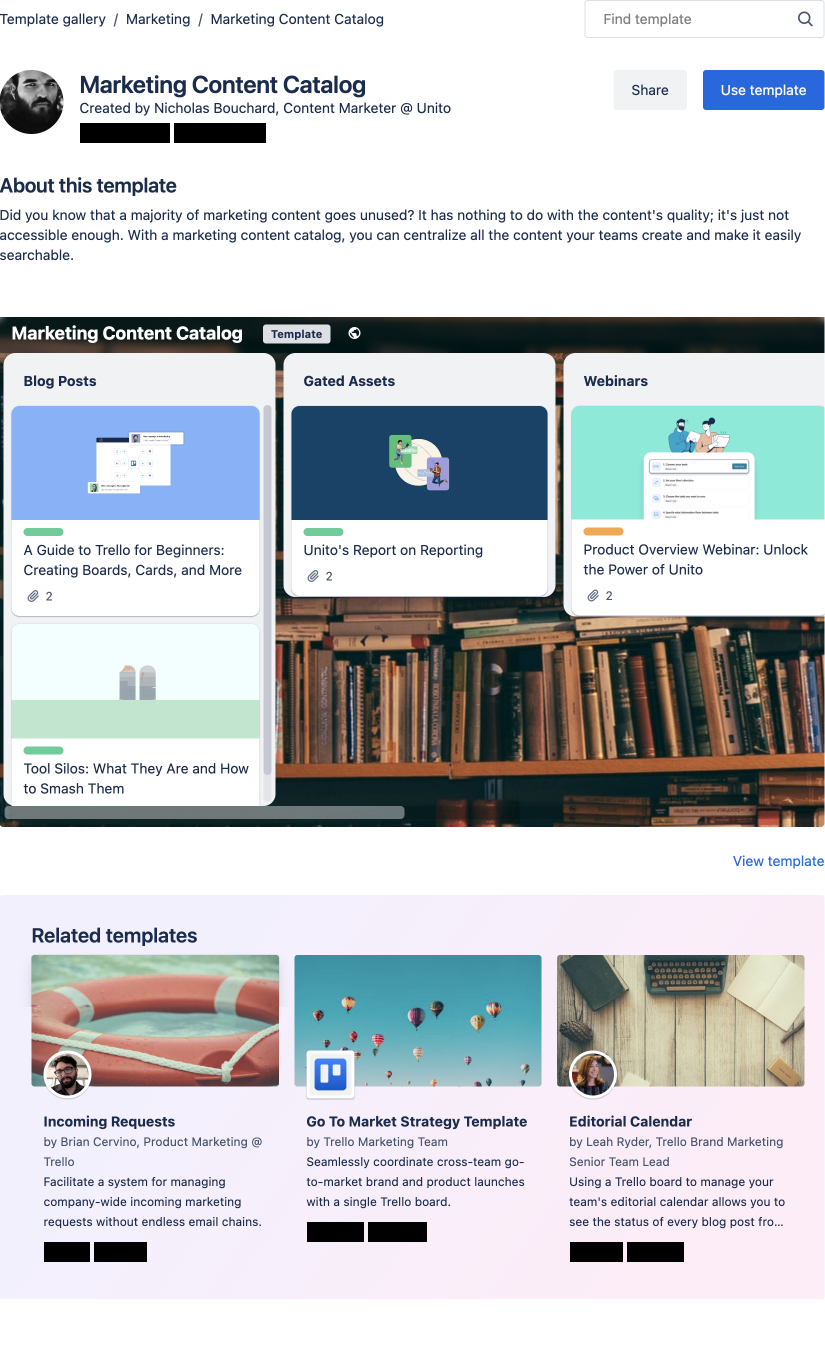 Template gallery / Marketing / Marketing Content Catalog
Find template
Marketing Content Catalog
Created by Nicholas Bouchard, Content Marketer @ Unito
Share
Use template
About this template
Did you know that a majority of marketing content goes unused? It has nothing to do with the content's quality; it's just not
accessible enough. With a marketing content catalog, you can centralize all the content your teams create and make it easily
searchable.
Marketing Content Catalog
Template
Blog Posts
A Guide to Trello for Beginners:
Creating Boards, Cards, and More
2
Tool Silos: What They Are and How
to Smash Them
Gated Assets
Unito's Report on Reporting
2
Webinars
Product Overview Webinar: Unlock
the Power of Unito
2
View template
Related templates
Incoming Requests
by Brian Cervino, Product Marketing @
Trello
Facilitate a system for managing
company-wide incoming marketing
requests without endless email chains.
Go To Market Strategy Template
by Trello Marketing Team
Seamlessly coordinate cross-team go-
to-market brand and product launches
with a single Trello board.
Editorial Calendar
by Leah Ryder, Trello Brand Marketing
Senior Team Lead
Using a Trello board to manage your
team's editorial calendar allows you to
see the status of every blog post fro...